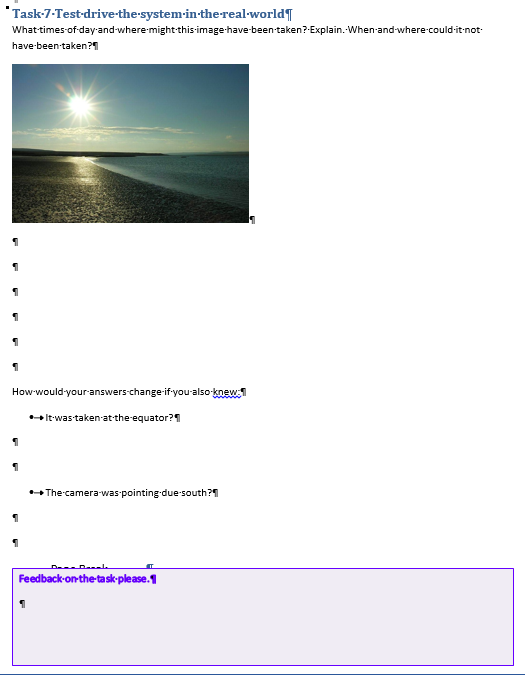 Task·7·Test·drive·the·system·in·the·real·world¶
What·times·of·day·and·where·might·this·image·have·been·taken?·Explain.·When·and·where·could·it·not·
have·been·taken?¶
¶
¶
¶
¶
¶
¶
¶
How·would·your·answers·change·if·you·also·knew:¶
•→It·was·taken·at·the·equator?¶
¶
¶
•→The·camera·was·pointing·due·south?¶
¶
¶
Page Break ¶
Feedback·on·the·task·please.¶
¶